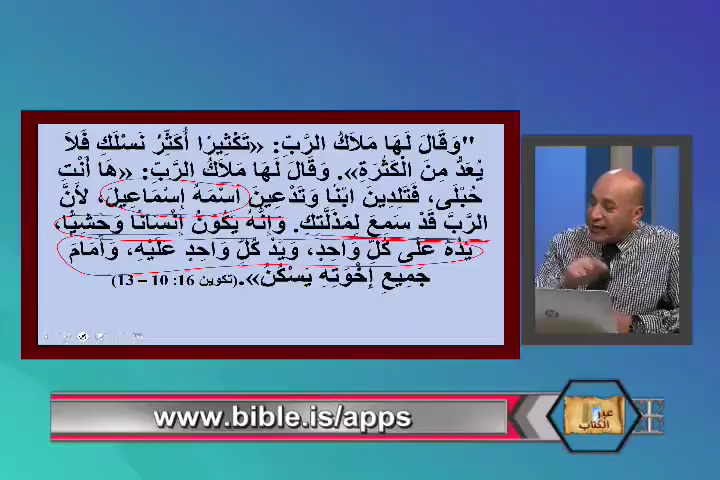 "وَقَالَ لَهَا مَلاَكُ الرَّبِّ: «تَكْثِيرًا أُكَثِّرُ نَسْلَكِ فَلاَ
يُعَدُّ مِنَ الْكَثْرَةِ». وَقَالَ لَهَا مَلاَكُ الرَّبِّ: «هَا أَنْتِ
حُبْلَى، فَتَلِدِينَ ابْنًا وَتَدْعِينَ اسْمَهُ إِسْمَاعِيلَ، لأَنَّ
الرَّبَّ قَدْ سَمِعَ لِمَذَلَّتِكِ. وَإِنَّهُ يَكُونُ إِنْسَانًا وَحْشِيًّا،
يَدُهُ عَلَى كُلِّ وَاحِدٍ، وَيَدُ كُلِّ وَاحِدٍ عَلَيْهِ، وَأَمَامَ
جَمِيعِ إِخْوَتِهِ يَسْكُنُ».(تكوين 16: 10 – 13)
www.bible.is/apps
عبر
الكتاب